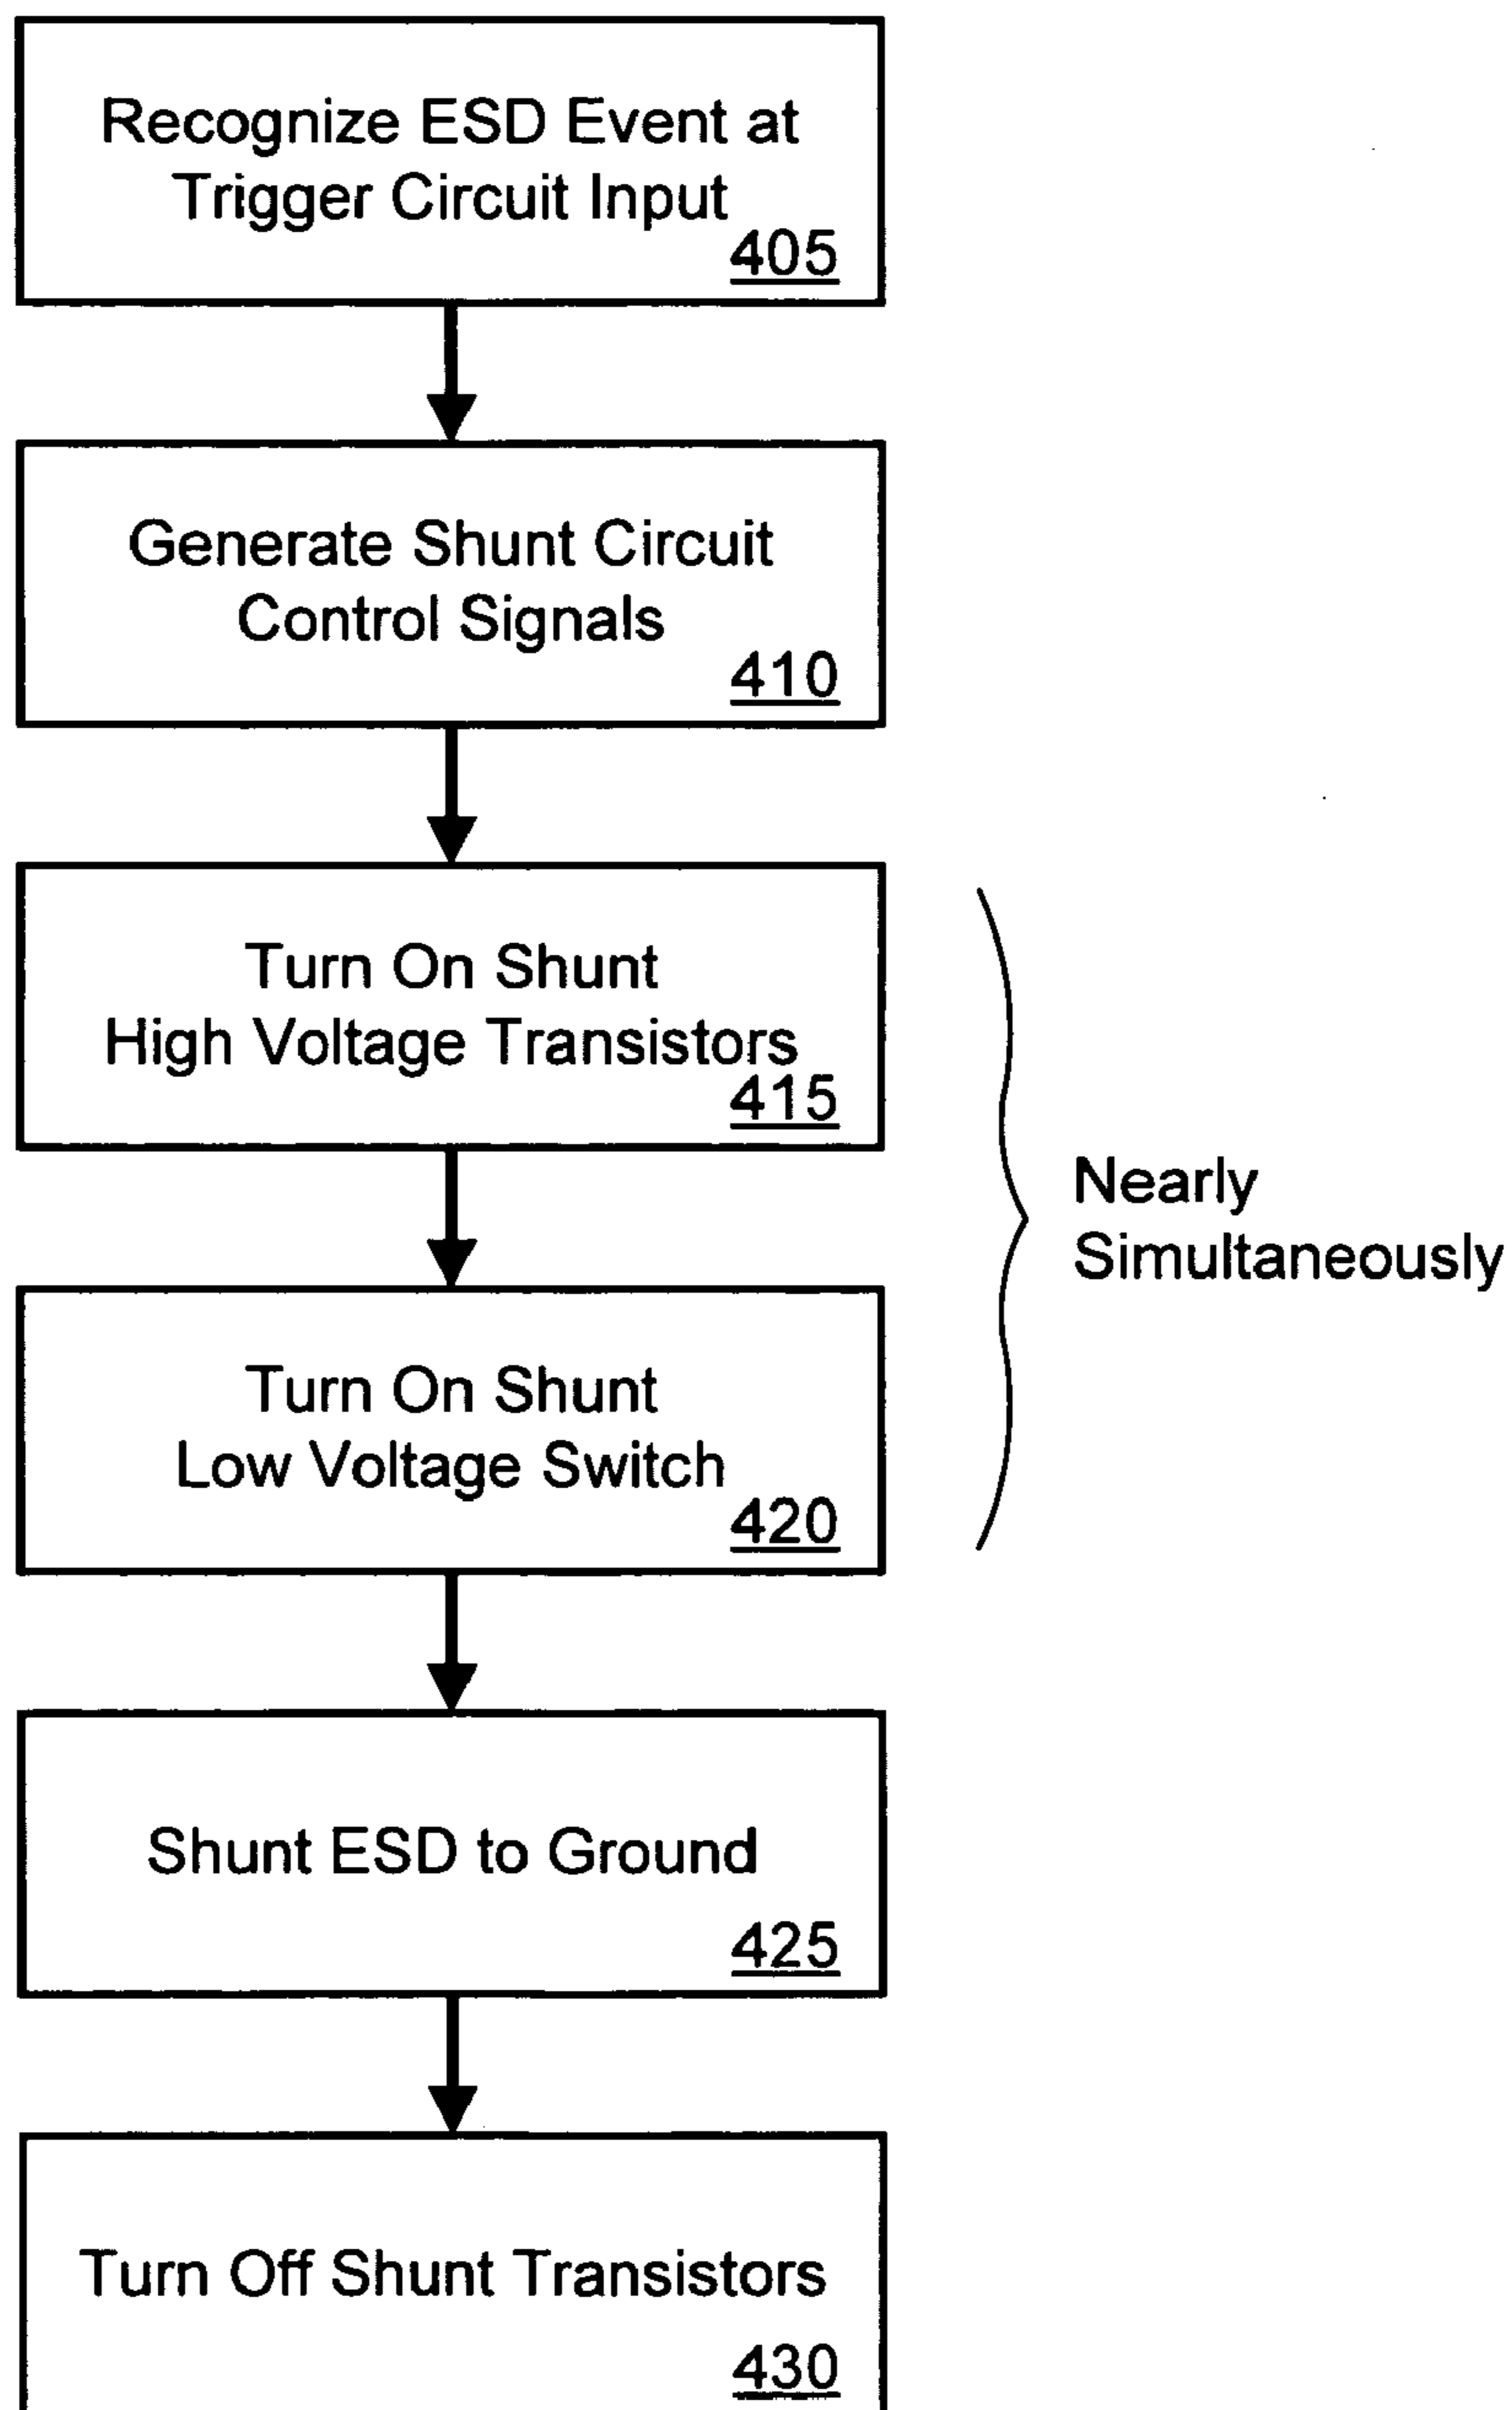 Recognize ESD Event at
Trigger Circuit Input
405
Generate Shunt Circuit
Control Signals
410
Turn On Shunt
High Voltage Transistors
415
Turn On Shunt
Low Voltage Switch
420
Nearly
Simultaneously
Shunt ESD to Ground
425
Turn Off Shunt Transistors
430